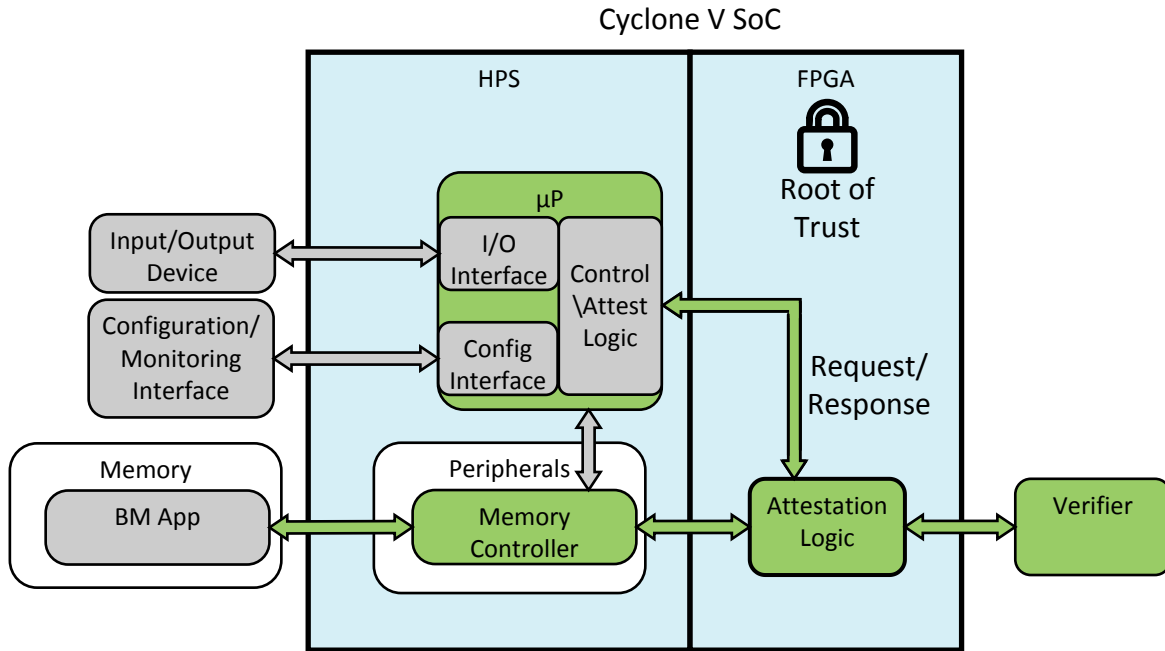 Cyclone V SoC
HPS
FPGA
Root of
Trust
µP
I/O
Interface
Control
\Attest
Logic
Config
Interface
Input/Output
Device
Configuration/
Monitoring
Interface
Request/
Response
Memory
BM App
Peripherals
Memory
Controller
Attestation
Logic
Verifier